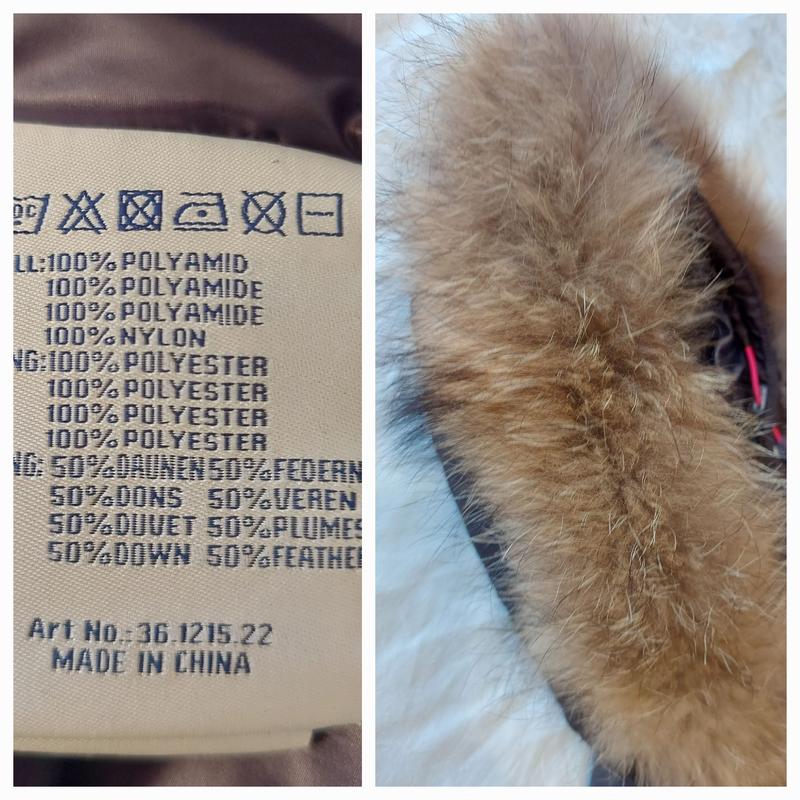 LL:100% POLYAMID
100% POLYAMIDE
100% POLYAMIDE
100% NYLON
NG:100% POLYESTER
100% POLYESTER
100% POLYESTER
100% POLYESTER
NG: 50%DAUNEN 50%FEDERN
50%DONS 50%VEREN
50%DUVET 50%PLUMES
50%DOWN 50%FEATHE
Art No.:36.1215.22
MADE IN CHINA